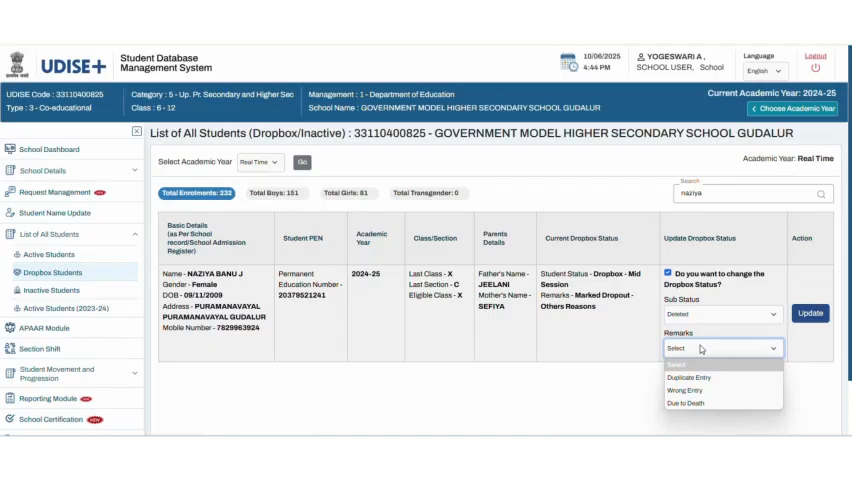 UDISE+
Student Database
Management System
10/06/2025
4:44 PM
YOGESWARI A ,
SCHOOL USER, School
Language
English
Logout
UDISE Code : 33110400825
Type : 3 - Co-educational
Category : 5 - Up. Pr. Secondary and Higher Sec
Class : 6 - 12
Management : 1 - Department of Education
School Name : GOVERNMENT MODEL HIGHER SECONDARY SCHOOL GUDALUR
Current Academic Year: 2024-25
Choose Academic Year
School Dashboard
School Details
Request Management
Student Name Update
List of All Students
Active Students
Dropbox Students
Inactive Students
Active Students (2023-24)
APAAR Module
Section Shift
Student Movement and
Progression
Reporting Module
School Certification NEW
List of All Students (Dropbox/Inactive) : 33110400825 - GOVERNMENT MODEL HIGHER SECONDARY SCHOOL GUDALUR
Select Academic Year
Real Time
Go
Academic Year: Real Time
Total Enrolments: 232
Total Boys: 151
Total Girls: 81
Total Transgender: 0
Search
naziya
Basic Details
(as Per School
record/School Admission
Register)
Student PEN
Academic
Year
Class/Section
Parents
Details
Current Dropbox Status
Update Dropbox Status
Action
Name - NAZIYA BANU J
Gender - Female
DOB - 09/11/2009
Address - PURAMANAVAYAL
PURAMANAVAYAL GUDALUR
Mobile Number - 7829963924
Permanent
Education Number -
20379521241
2024-25
Last Class - X
Last Section - C
Eligible Class - X
Father's Name -
JEELANI
Mother's Name -
SEFIYA
Student Status - Dropbox - Mid
Session
Remarks - Marked Dropout -
Others Reasons
Do you want to change the
Dropbox Status?
Sub Status
Deleted
Remarks
Select
Select
Duplicate Entry
Wrong Entry
Due to Death
Update